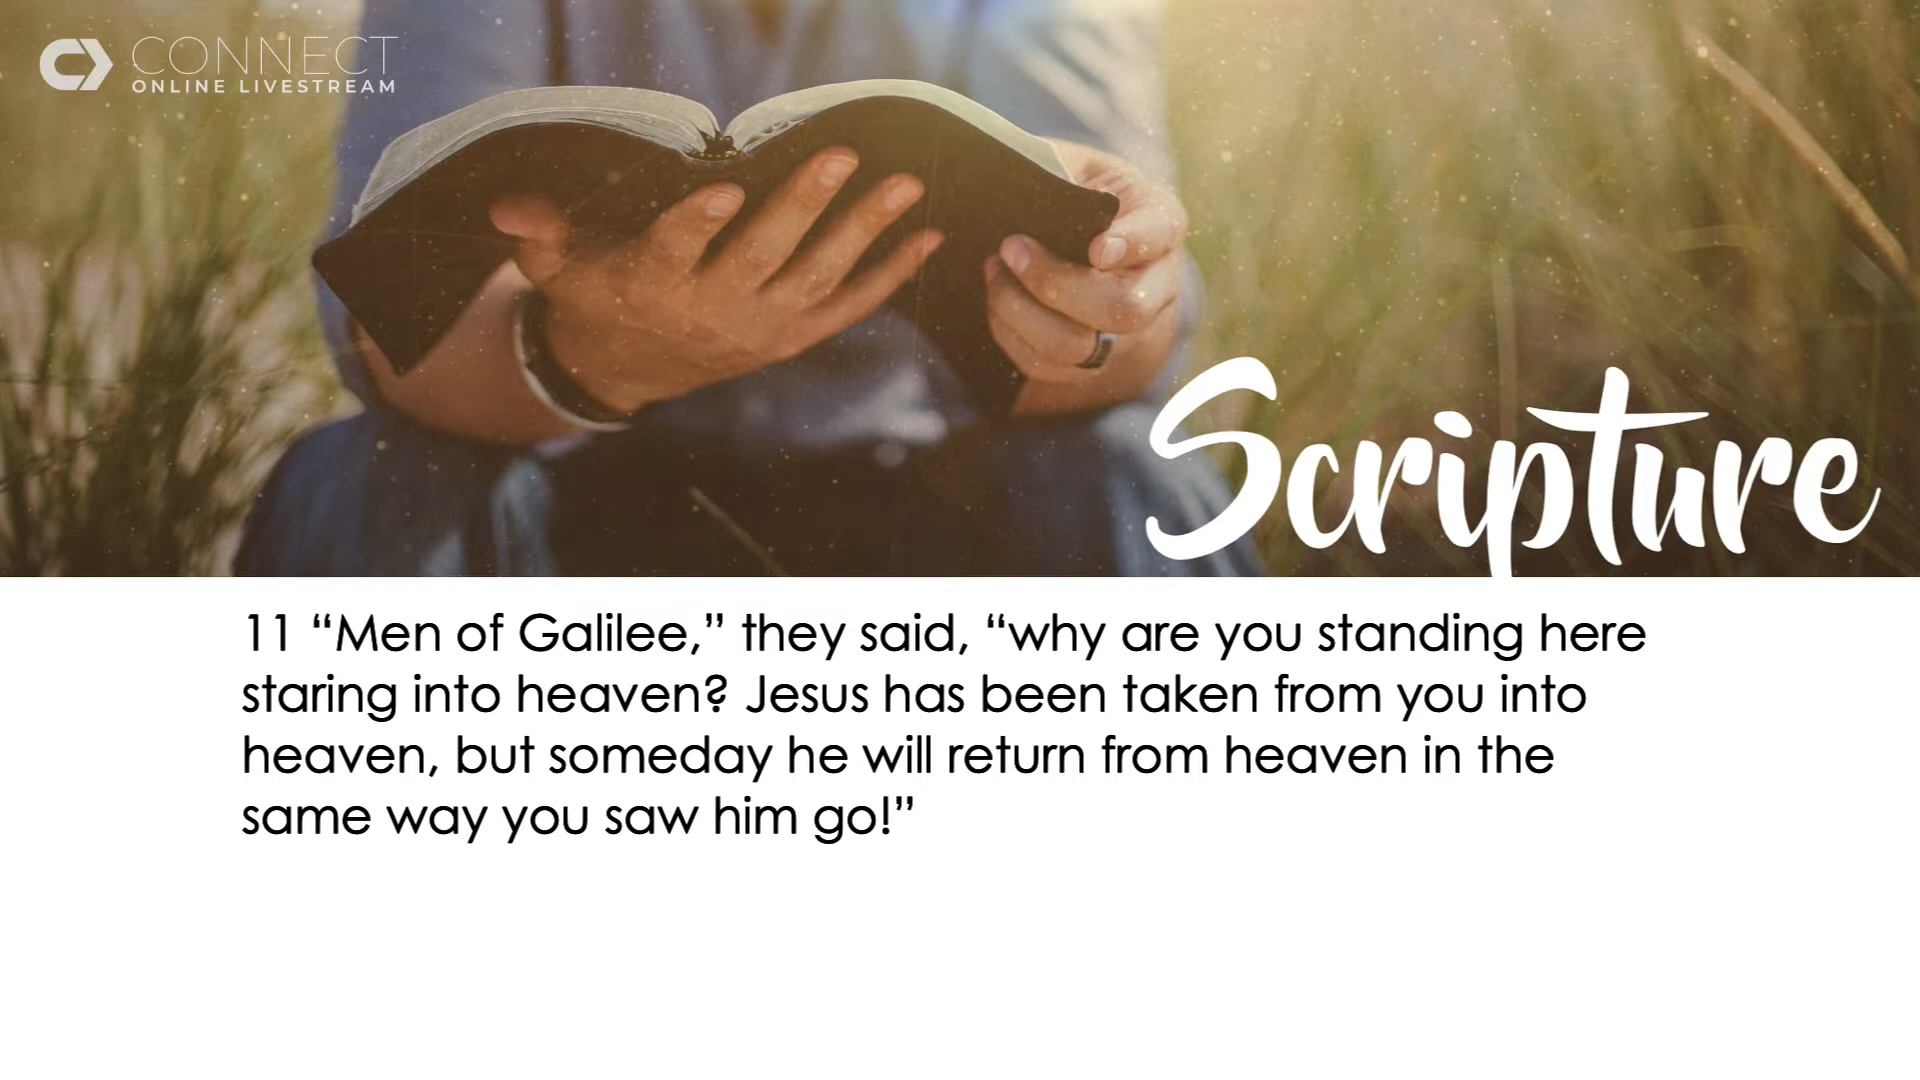 CONNECT
ONLINE LIVESTREAM
Scripture
11 “Men of Galilee,” they said, “why are you standing here
staring into heaven? Jesus has been taken from you into
heaven, but someday he will return from heaven in the
same way you saw him go!”